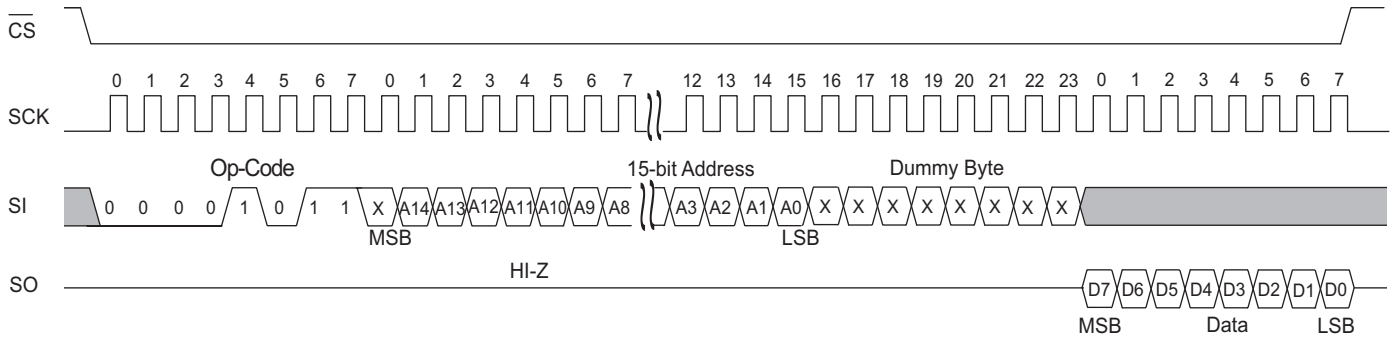 CS
0 1 2 3 4 5 6 7 0 1 2 3 4 5 6 7 12 13 14 15 16 17 18 19 20 21 22 23 0 1 2 3 4 5 6 7
SCK
Op-Code 15-bit Address Dummy Byte
SI 0 0 0 0 1 0 1 1 X A14 A13 A12 A11 A10 A9 A8 A3 A2 A1 A0 X X X X X X X X
MSB LSB
HI-Z
SO D7 D6 D5 D4 D3 D2 D1 D0
MSB Data LSB